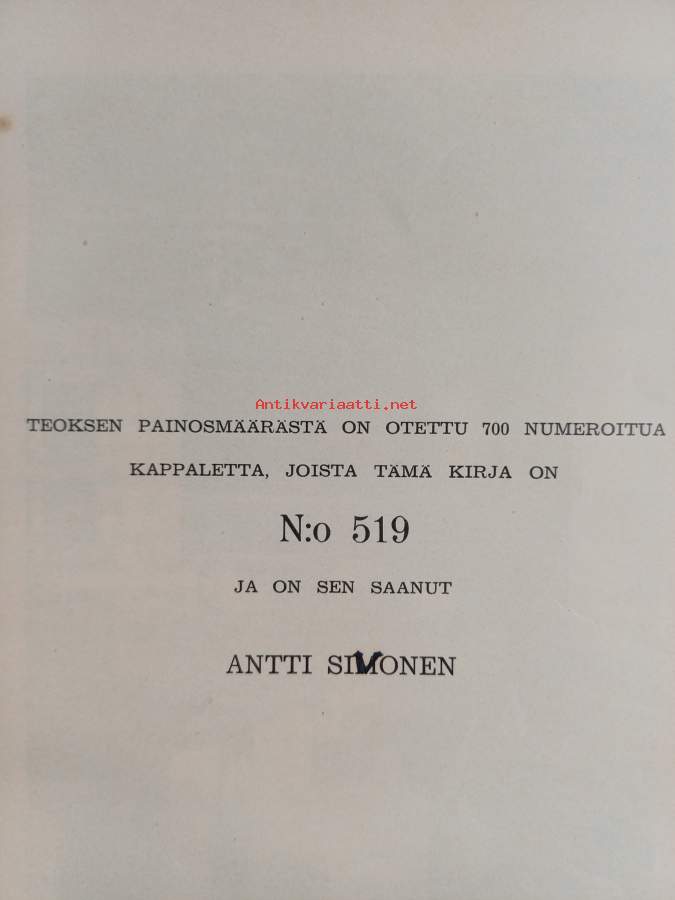 Antikvariaatti.net
TEOKSEN PAINOSMÄÄRÄSTÄ ON OTETTU 700 NUMEROITUA
KAPPALETTA, JOISTA TÄMÄ KIRJA ON
N:o 519
JA ON SEN SAANUT
ANTTI SIVONEN